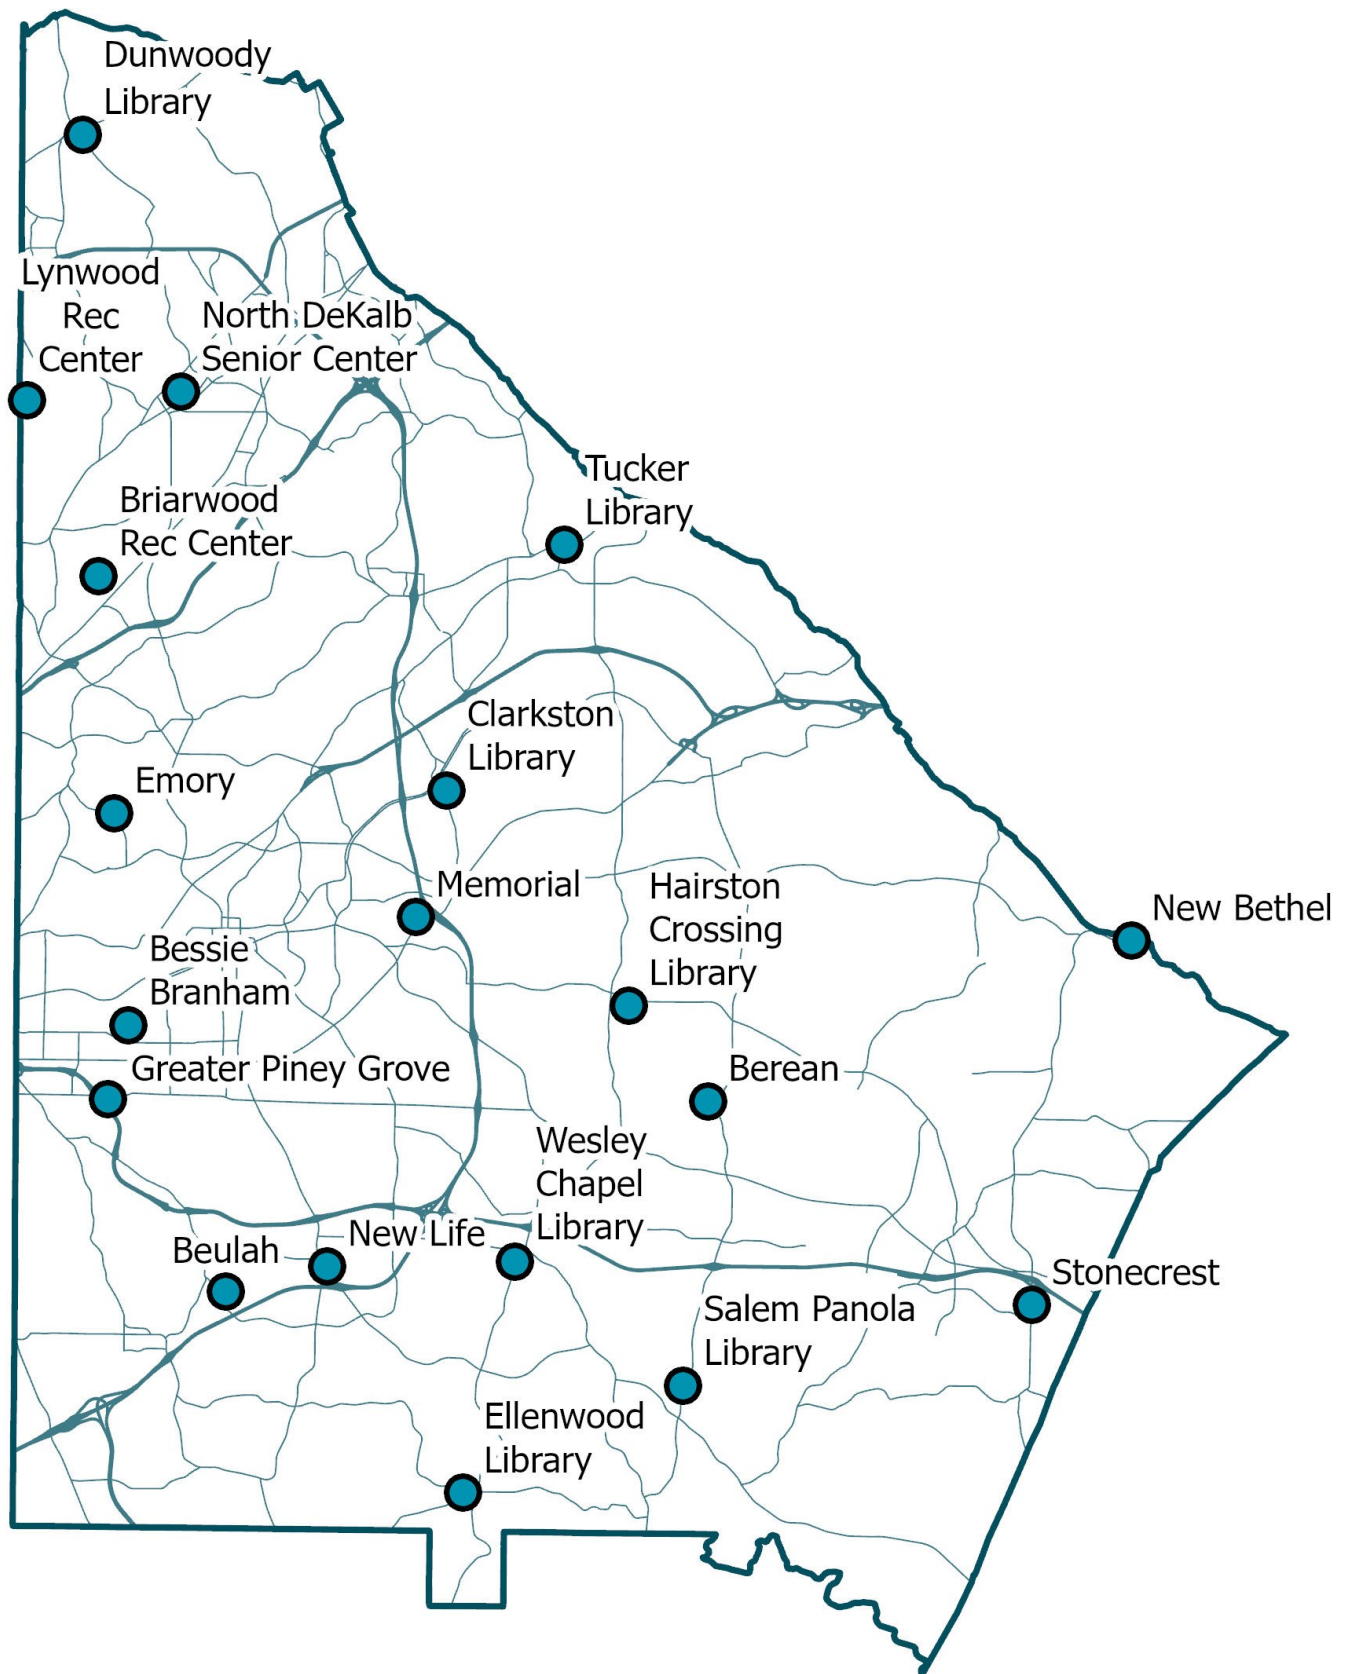 Dunwoody
Library
Lynwood
Rec
Center
North DeKalb
Senior Center
Tucker
Library
Briarwood
Rec Center
Clarkston
Library
Emory
Memorial
Hairston
Crossing
Library
New Bethel
Bessie
Branham
Greater Piney Grove
Berean
Wesley
Chapel
Library
New Life
Beulah
Stonecrest
Salem Panola
Library
Ellenwood
Library